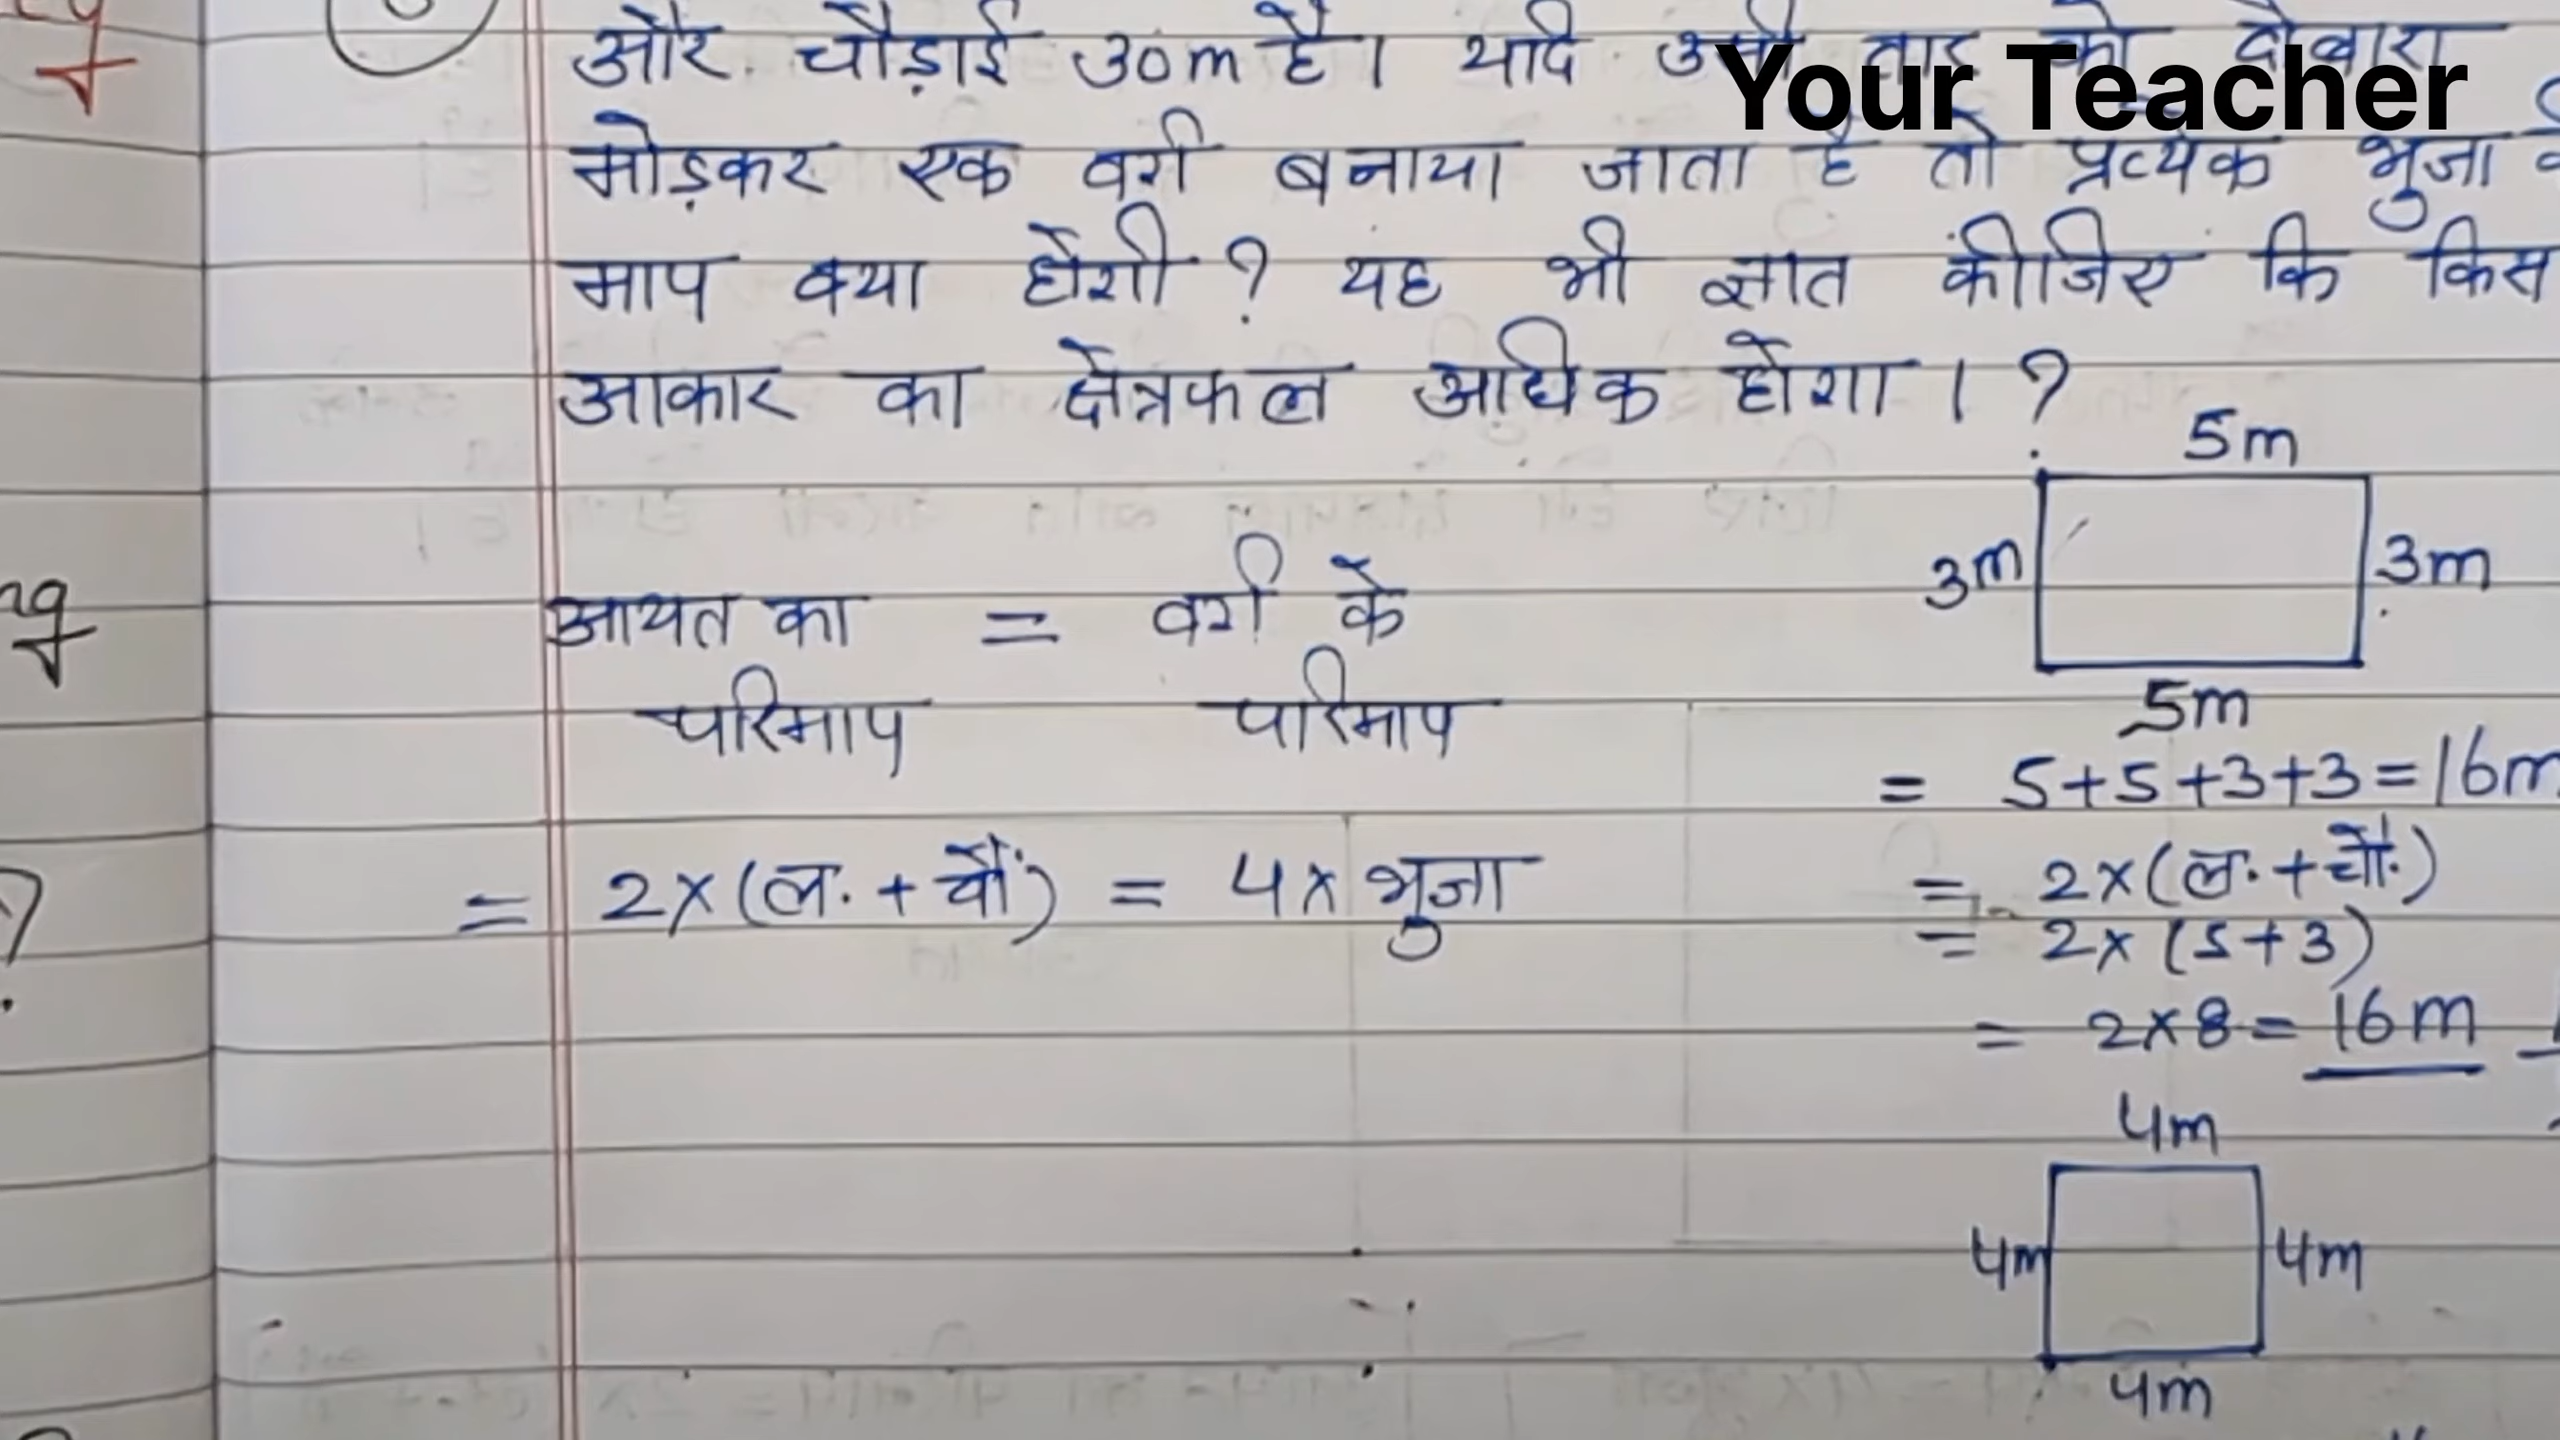 और चौड़ाई 30m है। यदि उसी तार को दोबारा
Your Teacher
मोड़कर एक वर्ग बनाया जाता है तो प्रत्येक भुजा
माप क्या होगी ? यह भी ज्ञात कीजिए कि किस
आकार का क्षेत्रफल अधिक होगा । ?
5m
3m 3m
5m
आयत का = वर्ग के
परिमाप परिमाप
= 5+5+3+3=16m
= 2×(ल.+चौ.) = 4× भुजा
= 2×(ल.+चौ.)
= 2×(5+3)
= 2×8= 16m
4m
4m 4m
4m